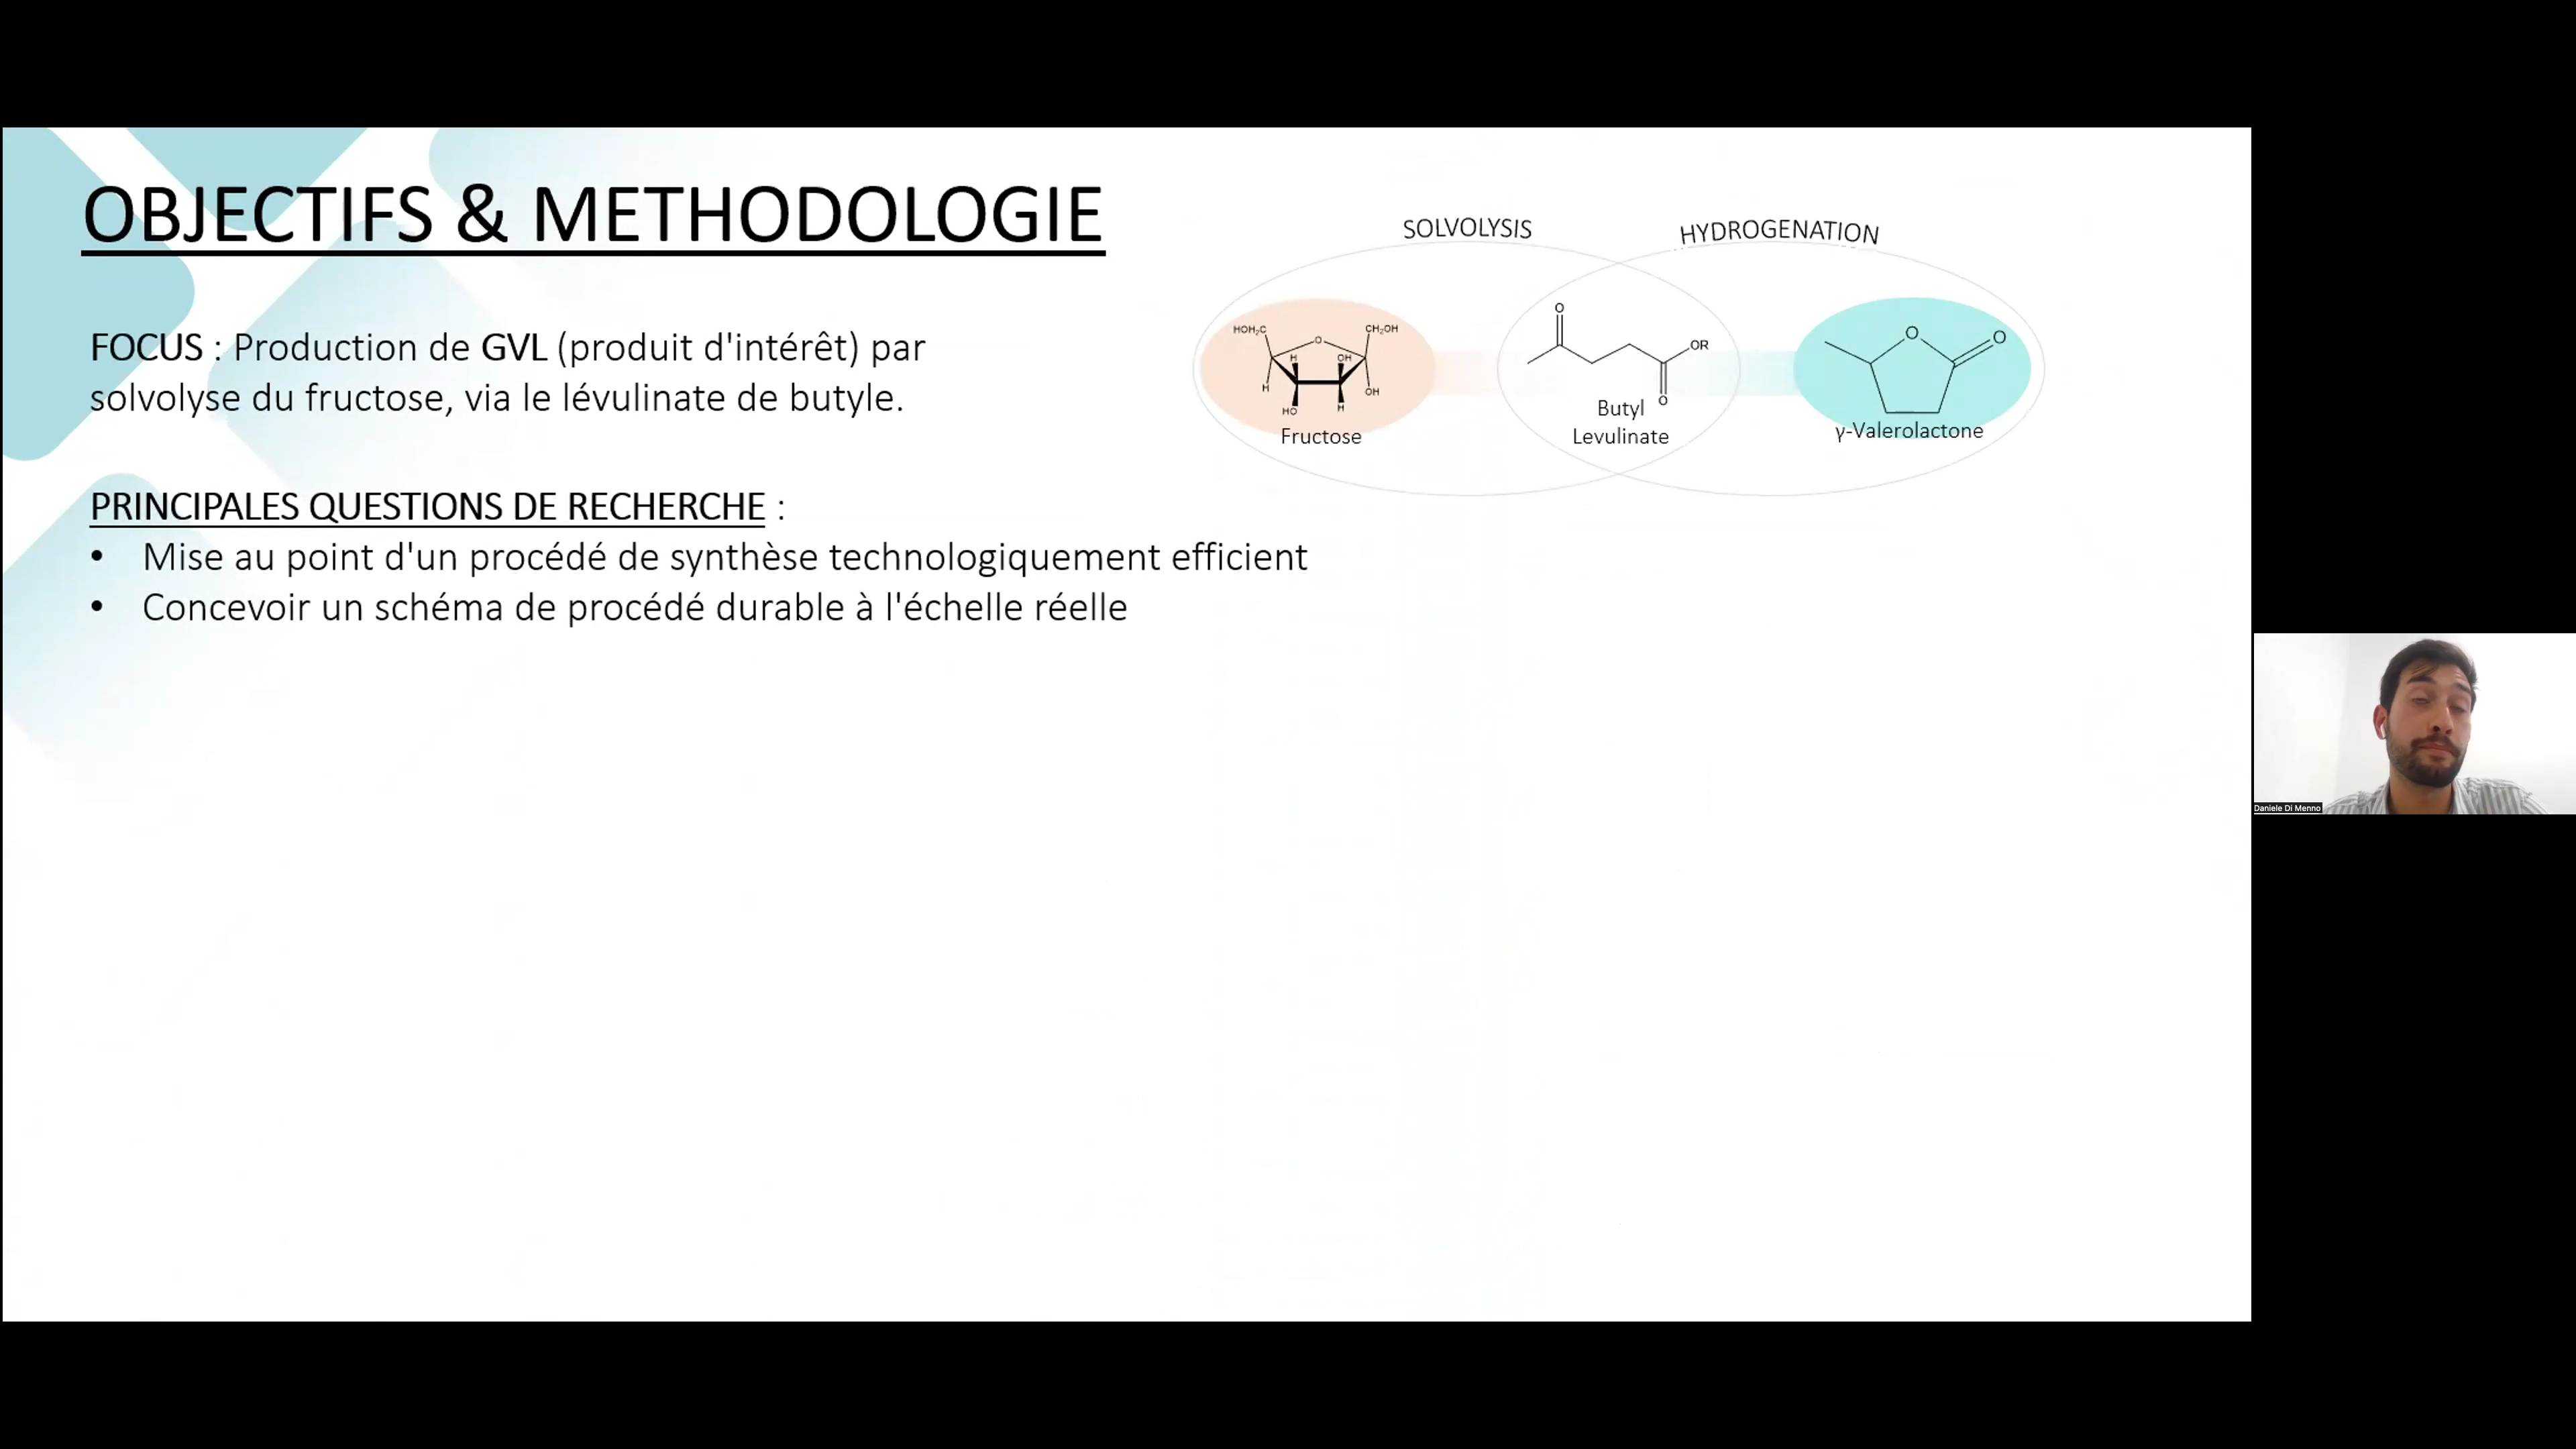 OBJECTIFS & METHODOLOGIE
FOCUS : Production de GVL (produit d'intérêt) par
solvolyse du fructose, via le lévulinate de butyle.
PRINCIPALES QUESTIONS DE RECHERCHE :
• Mise au point d'un procédé de synthèse technologiquement efficient
• Concevoir un schéma de procédé durable à l'échelle réelle
SOLVOLYSIS
HYDROGENATION
HOH₂C
O
CH₂OH
H
OH
H
OH
HO
H
Fructose
O
OR
O
Butyl
Levulinate
O
O
γ-Valerolactone
Daniele Di Menno